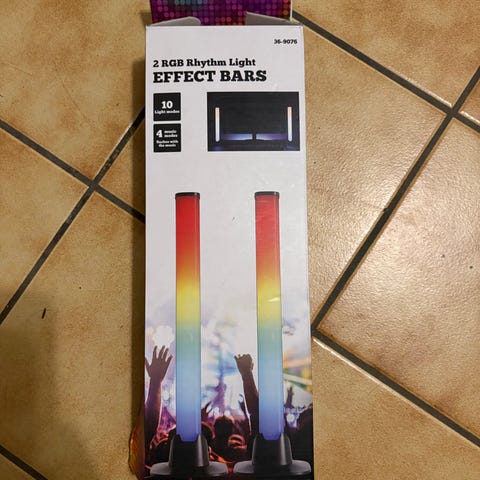 36-9076
2 RGB Rhythm Light
EFFECT BARS
10
Light modes
4 music
modes
flashes with
the music